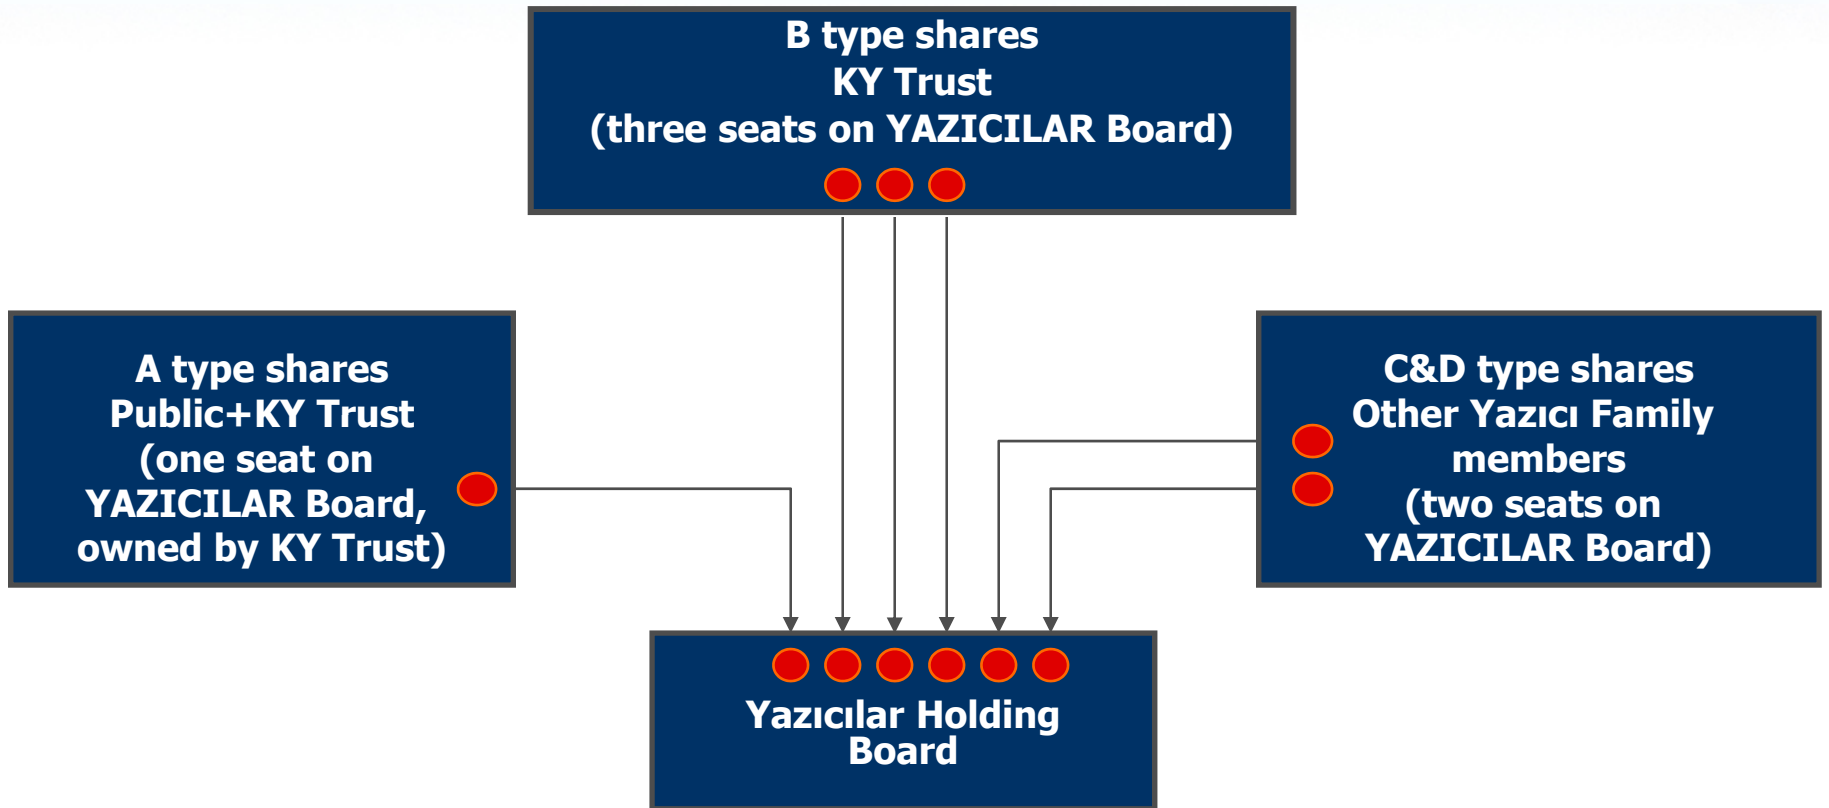 B type shares
KY Trust
(three seats on YAZICILAR Board)
A type shares
Public+KY Trust
(one seat on
YAZICILAR Board,
owned by KY Trust)
C&D type shares
Other Yazıcı Family
members
(two seats on
YAZICILAR Board)
Yazıcılar Holding
Board